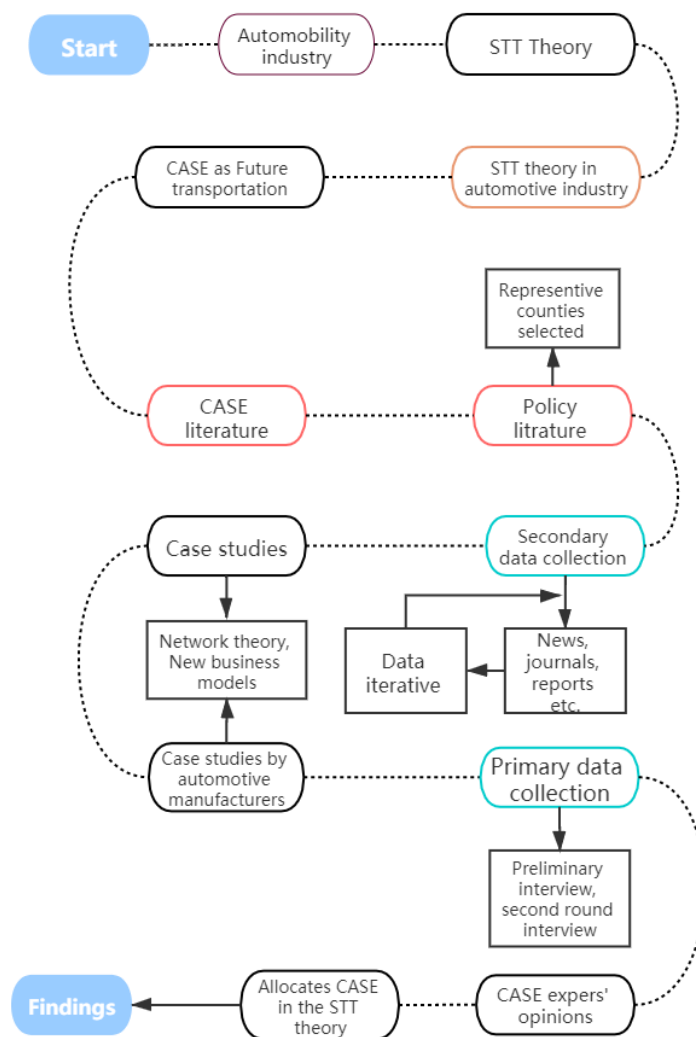 Start
Automobility
industry
STT Theory
CASE as Future
transportation
STT theory in
automotive industry
Representive
counties
selected
CASE
literature
Policy
litrature
Case studies
Secondary
data collection
Network theory,
New business
models
Data
iterative
News,
journals,
reports
etc.
Case studies by
automotive
manufacturers
Primary data
collection
Preliminary
interview,
second round
interview
Findings
Allocates CASE
in the STT
theory
CASE expers'
opinions